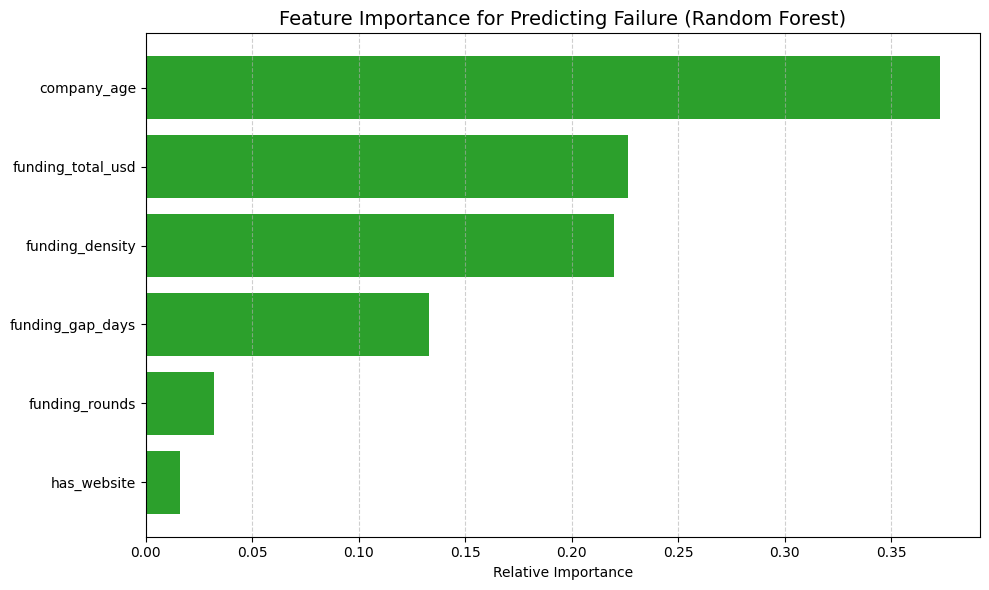 Feature Importance for Predicting Failure (Random Forest)
company_age
funding_total_usd
funding_density
funding_gap_days
funding_rounds
has_website
0.00 0.05 0.10 0.15 0.20 0.25 0.30 0.35
Relative Importance